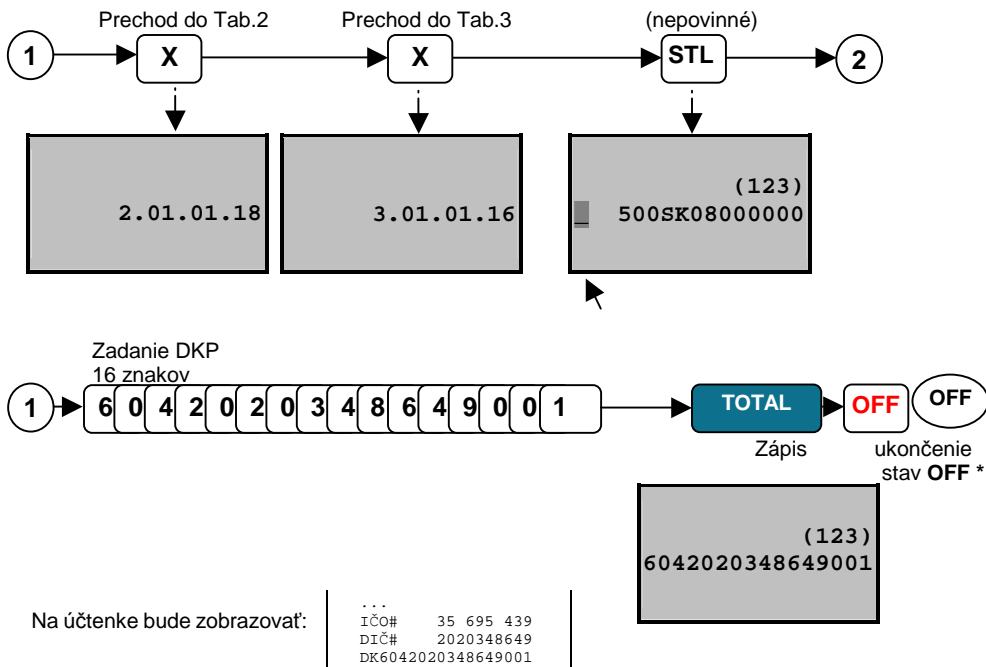 Prechod do Tab.2 Prechod do Tab.3 (nepovinné)
1 X X STL 2
(123)
2.01.01.18 3.01.01.16 _ 500SK08000000
Zadanie DKP
16 znakov
1 6 0 4 2 0 2 0 3 4 8 6 4 9 0 0 1 TOTAL OFF OFF
Zápis ukončenie
stav OFF *
(123)
6042020348649001
Na účtenke bude zobrazovať:
...
IČO# 35 695 439
DIČ# 2020348649
DK6042020348649001